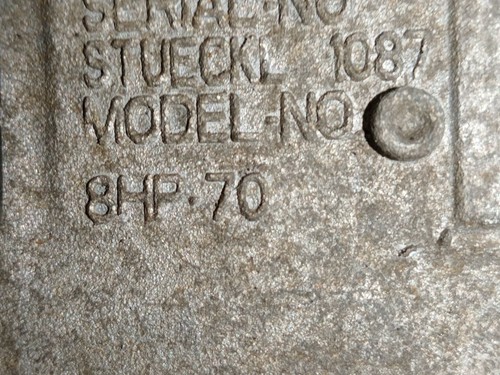 SERIAL-NO
STUECKL 1087
MODEL-NO
8HP-70